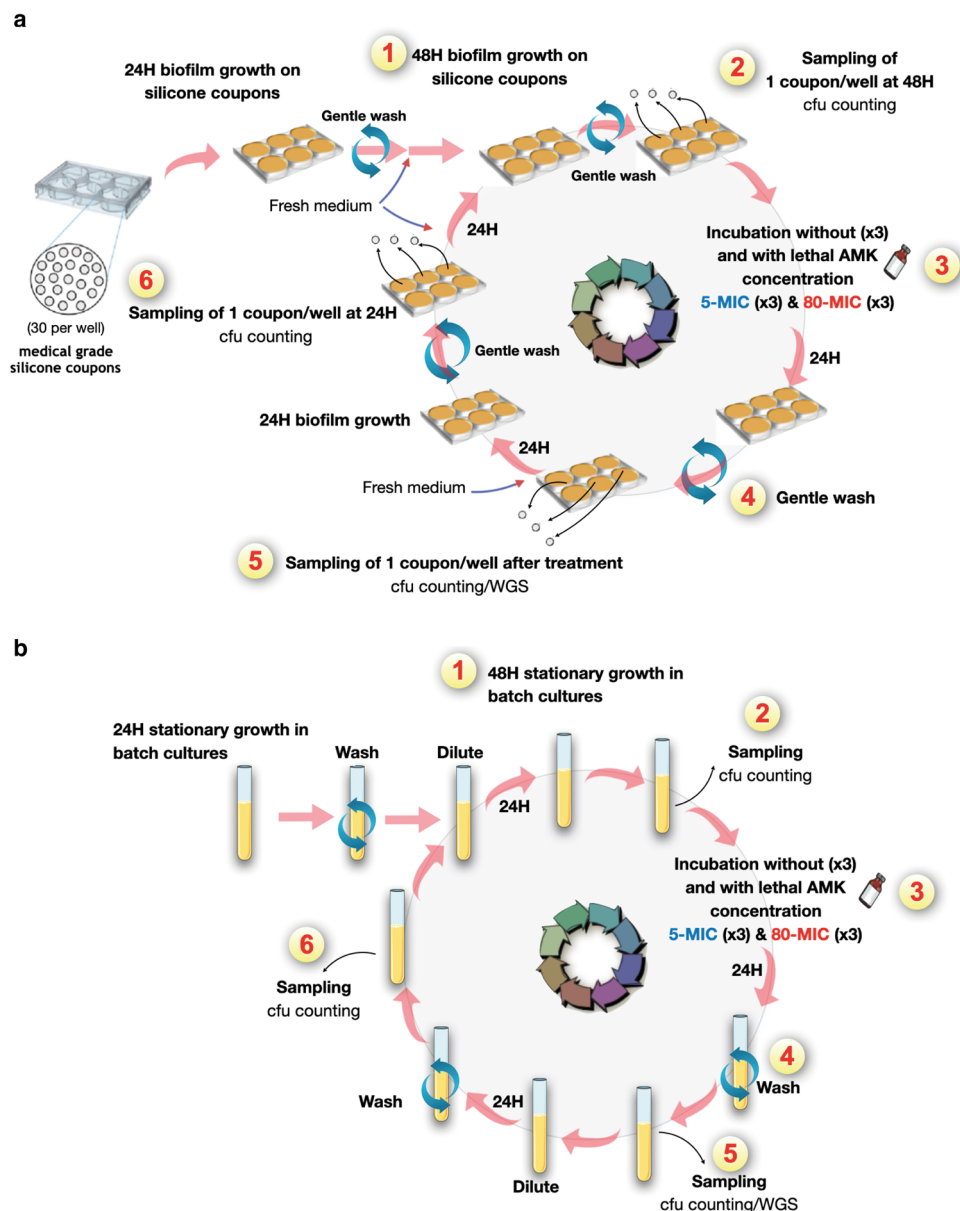 a
1
48H biofilm growth on
silicone coupons
2
Sampling of
1 coupon/well at 48H
cfu counting
24H biofilm growth on
silicone coupons
Gentle wash
Gentle wash
Fresh medium
24H
Incubation without (x3)
and with lethal AMK
concentration
5-MIC (x3) & 80-MIC (x3)
3
6
Sampling of 1 coupon/well at 24H
cfu counting
(30 per well)
medical grade
silicone coupons
Gentle wash
24H
24H biofilm growth
24H
Fresh medium
4
Gentle wash
5
Sampling of 1 coupon/well after treatment
cfu counting/WGS
b
1
48H stationary growth in
batch cultures
2
Sampling
cfu counting
24H stationary growth in
batch cultures
Wash
Dilute
24H
Incubation without (x3)
and with lethal AMK
concentration
5-MIC (x3) & 80-MIC (x3)
3
6
Sampling
cfu counting
24H
4
Wash
Wash
24H
5
Sampling
cfu counting/WGS
Dilute